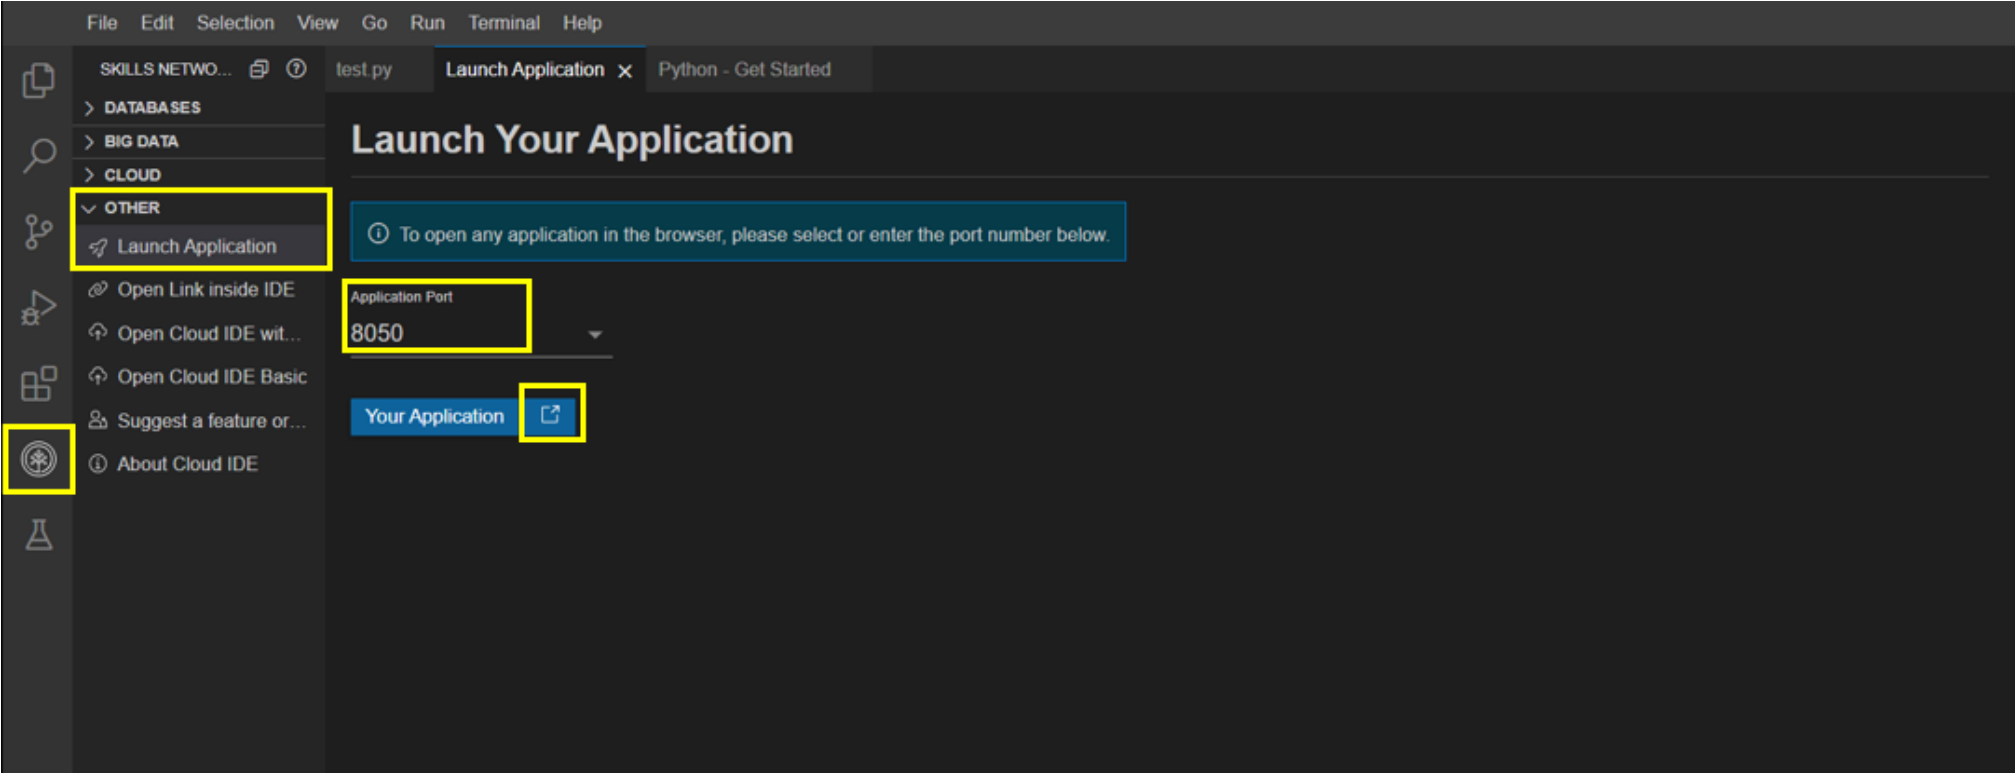 File Edit Selection View Go Run Terminal Help
SKILLS NETWO...
test.py
Launch Application
Python - Get Started
DATABASES
BIG DATA
CLOUD
OTHER
Launch Application
Open Link inside IDE
Open Cloud IDE wit...
Open Cloud IDE Basic
Suggest a feature or...
About Cloud IDE
Launch Your Application
To open any application in the browser, please select or enter the port number below.
Application Port
8050
Your Application